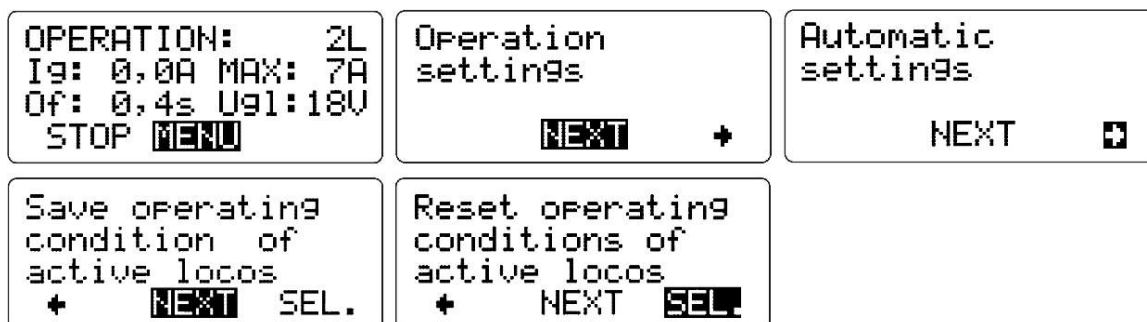 OPERATION: 2L
Ig: 0,0A MAX: 7A
Of: 0,4s Ugl:18V
STOP MENU
Operation
settings
NEXT →
Automatic
settings
NEXT →
Save operating
condition of
active locos
← NEXT SEL.
Reset operating
conditions of
active locos
← NEXT SEL.